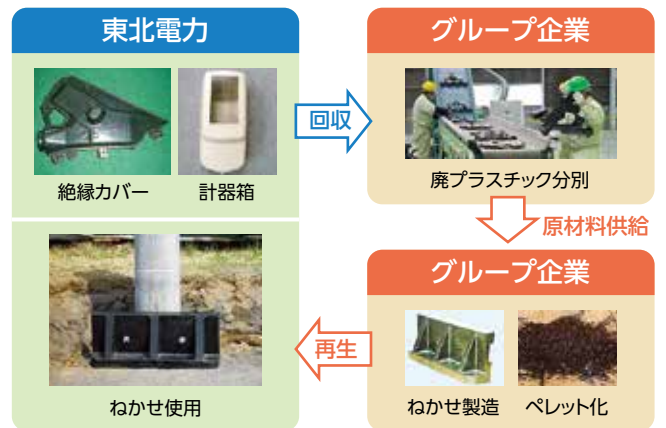 東北電力
絶縁カバー
計器箱
回収
グループ企業
廃プラスチック分別
原材料供給
グループ企業
ねかせ製造
ペレット化
再生
ねかせ使用